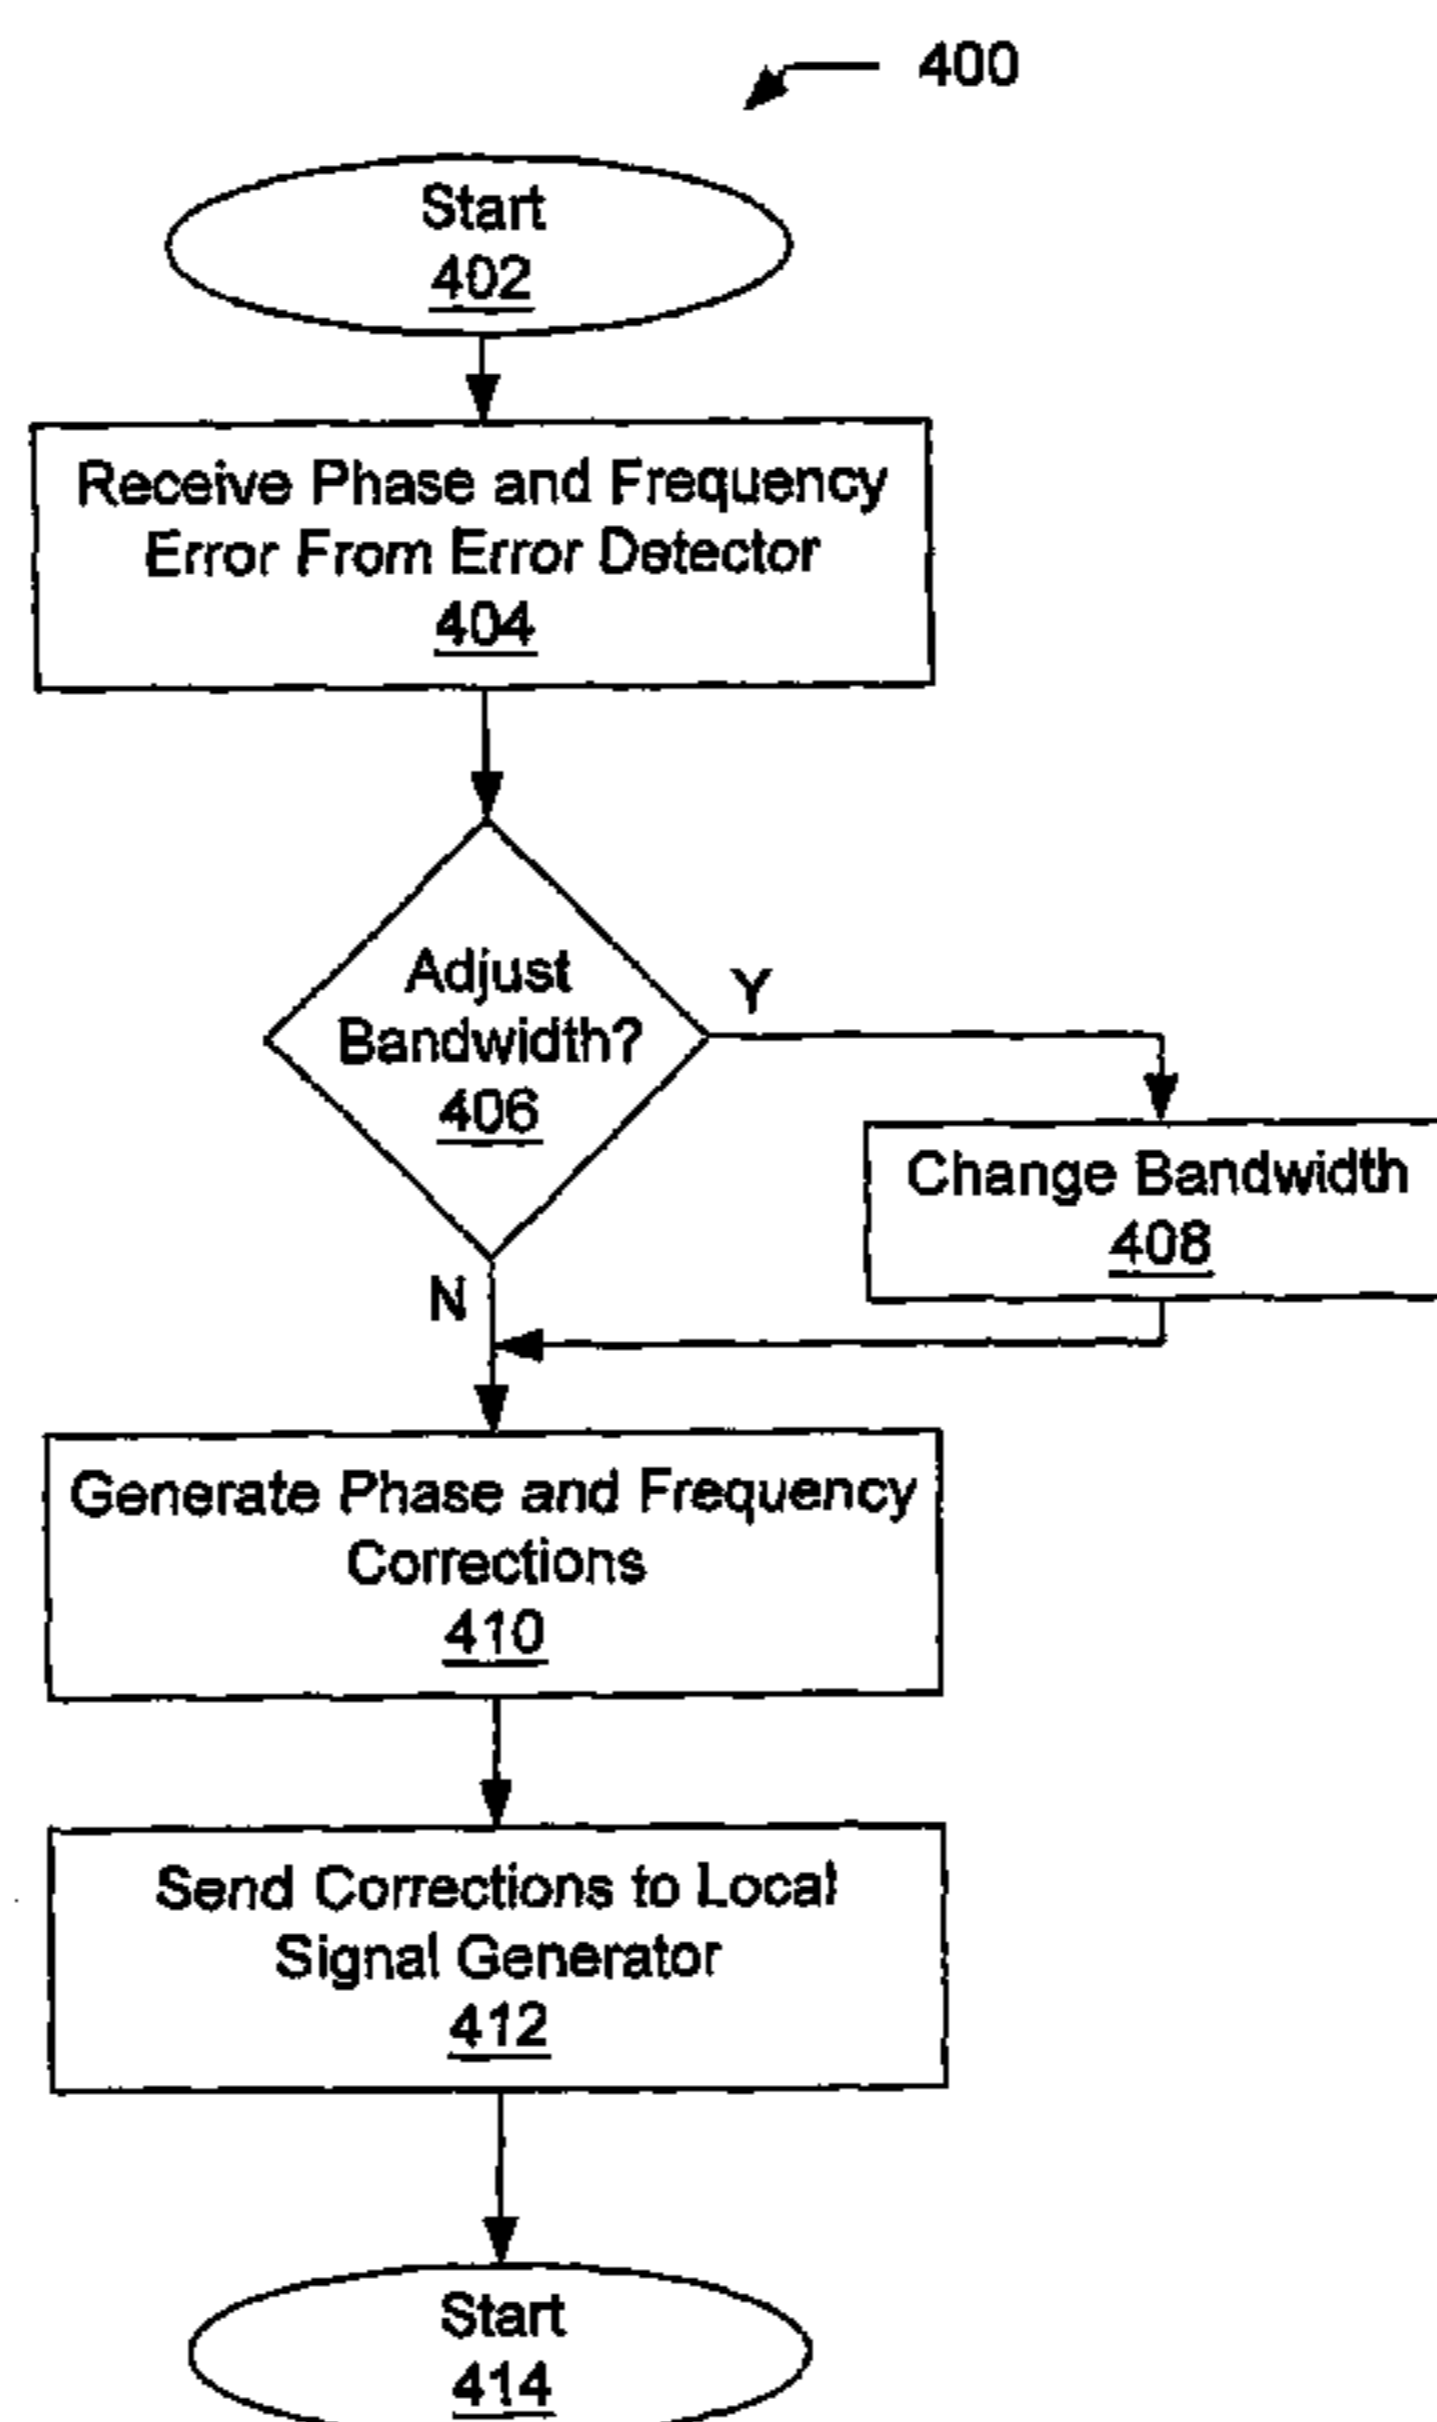 400
Start
402
Receive Phase and Frequency
Error From Error Detector
404
Adjust
Bandwidth?
406
Y
Change Bandwidth
408
N
Generate Phase and Frequency
Corrections
410
Send Corrections to Local
Signal Generator
412
Start
414